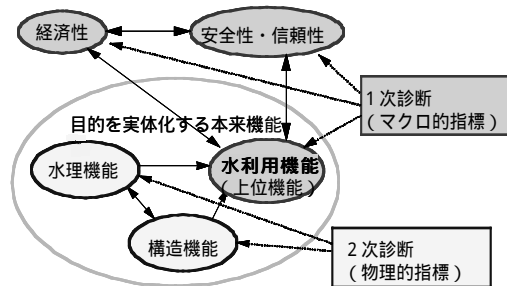 経済性
安全性・信頼性
1次診断
(マクロ的指標)
目的を実体化する本来機能
水利用機能
(上位機能)
水理機能
構造機能
2次診断
(物理的指標)